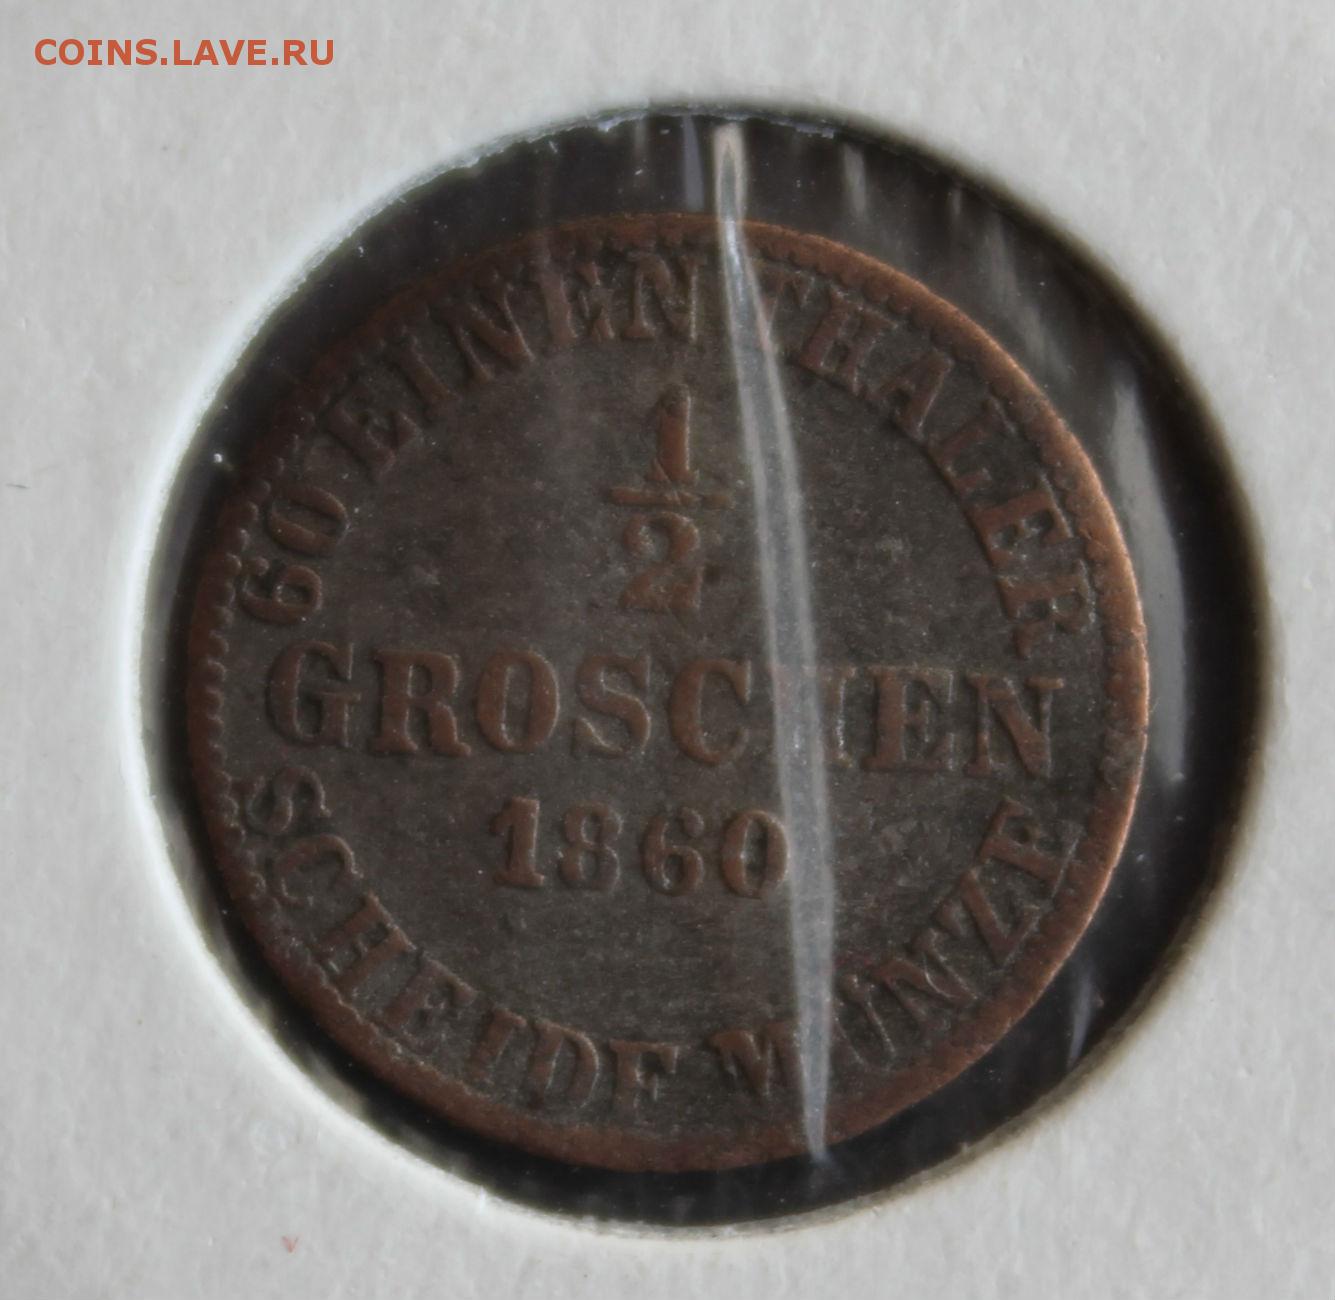 COINS.LAVE.RU
60 EINEN THALER
1
2
GROSCHEN
1860
SCHEIDE MÜNZE